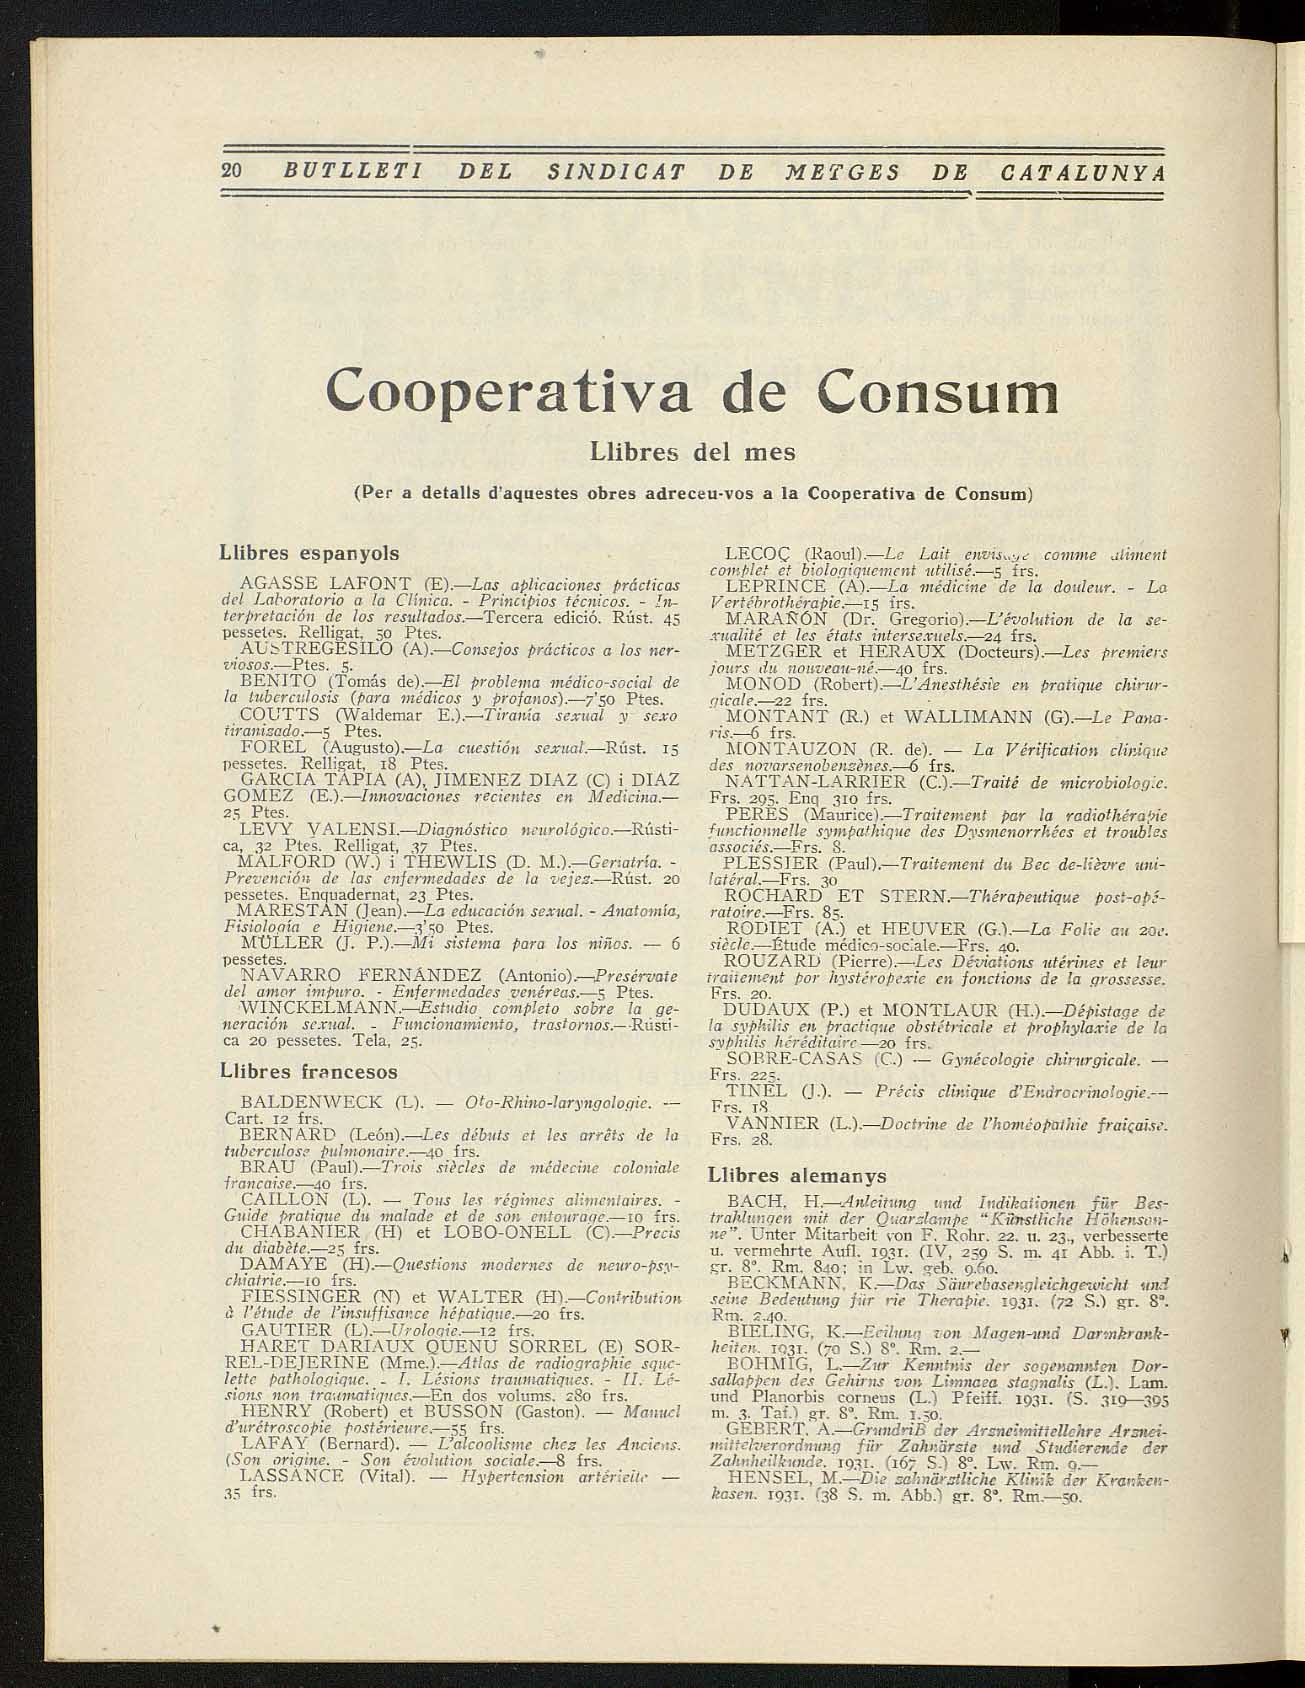 20 BUTLLETI DEL SINDICAT DE METGES DE CATALUNYA
Cooperativa de Consum
Llibres del mes
(Per a detalls d'aquestes obres adreceu-vos a la Cooperativa de Consum)
Llibres espanyols
AGASSE LAFONT (E).—Las aplicaciones prácticas
del Laboratorio a la Clínica. - Principios técnicos. - In-
terpretación de los resultados.—Tercera edició. Rúst. 45
pessetes. Relligat, 50 Ptes.
AUSTREGESILO (A).—Consejos prácticos a los ner-
viosos.—Ptes. 5.
BENITO (Tomás de).—El problema médico-social de
la tuberculosis (para médicos y profanos).—7'50 Ptes.
COUTTS (Waldemar E.).—Tiranía sexual y sexo
tiranizado.—5 Ptes.
FOREL (Augusto).—La cuestión sexual.—Rúst. 15
pessetes. Relligat, 18 Ptes.
GARCIA TAPIA (A), JIMENEZ DIAZ (C) i DIAZ
GOMEZ (E.).—Innovaciones recientes en Medicina.—
25 Ptes.
LEVY VALENSI.—Diagnóstico neurológico.—Rústi-
ca, 32 Ptes. Relligat, 37 Ptes.
MALFORD (W.) i THEWLIS (D. M.).—Geriatría. -
Prevención de las enfermedades de la vejez.—Rúst. 20
pessetes. Enquadernat, 23 Ptes.
MARESTAN (Jean).—La educación sexual. - Anatomía,
Fisiología e Higiene.—3'50 Ptes.
MÜLLER (J. P.).—Mi sistema para los niños. — 6
pessetes.
NAVARRO FERNÁNDEZ (Antonio).—Presérvate
del amor impuro. - Enfermedades venéreas.—5 Ptes.
WINCKELMANN.—Estudio completo sobre la ge-
neración sexual. - Funcionamiento, trastornos.—Rústi-
ca 20 pessetes. Tela, 25.
Llibres francesos
BALDENWECK (L). — Oto-Rhino-laryngologie. —
Cart. 12 frs.
BERNARD (León).—Les débuts et les arrêts de la
tuberculose pulmonaire.—40 frs.
BRAU (Paul).—Trois siècles de médecine coloniale
francaise.—40 frs.
CAILLON (L). — Tous les régimes alimentaires. -
Guide pratique du malade et de son entourage.—10 frs.
CHABANIER (H) et LOBO-ONELL (C).—Precis
du diabète.—25 frs.
DAMAYE (H).—Questions modernes de neuro-psy-
chiatrie.—10 frs.
FIESSINGER (N) et WALTER (H).—Contribution
à l'étude de l'insuffisance hépatique.—20 frs.
GAUTIER (L).—Urologie.—12 frs.
HARET DARIAUX QUENU SORREL (E) SOR-
REL-DEJERINE (Mme.).—Atlas de radiographie sque-
lette pathologique. - I. Lésions traumatiques. - II. Lé-
sions non traumatiques.—En dos volums. 280 frs.
HENRY (Robert) et BUSSON (Gaston). — Manuel
d'urétroscopie postérieure.—55 frs.
LAFAY (Bernard). — L'alcoolisme chez les Anciens.
(Son origine. - Son évolution sociale.—8 frs.
LASSANCE (Vital). — Hypertension artérielle —
35 frs.
LECOQ (Raoul).—Le Lait envisagé comme aliment
complet et biologiquement utilisé.—5 frs.
LEPRINCE (A).—La médicine de la douleur. - La
Vertébrothérapie.—15 frs.
MARAÑÓN (Dr. Gregorio).—L'évolution de la se-
xualité et les états intersexuels.—24 frs.
METZGER et HERAUX (Docteurs).—Les premiers
jours du nouveau-né.—40 frs.
MONOD (Robert).—L'Anesthésie en pratique chirur-
gicale.—22 frs.
MONTANT (R.) et WALLIMANN (G).—Le Pana-
ris.—6 frs.
MONTAUZON (R. de). — La Vérification clinique
des novarsenobenzènes.—6 frs.
NATTAN-LARRIER (C.).—Traité de microbiologie.
Frs. 295. Enq 310 frs.
PERES (Maurice).—Traitement par la radiothérapie
functionnelle sympathique des Dysmenorrhées et troubles
associés.—Frs. 8.
PLESSIER (Paul).—Traitement du Bec de-lièvre uni-
latéral.—Frs. 30
ROCHARD ET STERN.—Thérapeutique post-opé-
ratoire.—Frs. 85.
RODIET (A.) et HEUVER (G.).—La Folie au 20e.
siècle.—Étude médico-sociale.—Frs. 40.
ROUZARD (Pierre).—Les Déviations utérines et leur
traitement por hystéropexie en fonctions de la grossesse.
Frs. 20.
DUDAUX (P.) et MONTLAUR (H.).—Dépistage de
la syphilis en practique obstétricale et prophylaxie de la
syphilis héréditaire—20 frs.
SOBRE-CASAS (C.) — Gynécologie chirurgicale. —
Frs. 225.
TINEL (J.). — Précis clinique d'Endrocrinologie.—
Frs. 18
VANNIER (L.).—Doctrine de l'homéopathie fraiçaise.
Frs. 28.
Llibres alemanys
BACH, H.—Anleitung und Indikationen für Bes-
trahlungen mit der Quarzlampe "Künstliche Höhenson-
ne". Unter Mitarbeit von F. Rohr. 22. u. 23., verbesserte
u. vermehrte Aufl. 1931. (IV, 259 S. m. 41 Abb. i. T.)
gr. 8º. Rm. 840; in Lw. geb. 9.60.
BECKMANN, K.—Das Säurebasengleichgewicht und
seine Bedeutung für rie Therapie. 1931. (72 S.) gr. 8º.
Rm. 2.40.
BIELING, K.—Eeilung von Magen-und Darmkrank-
heiten. 1931. (70 S.) 8º. Rm. 2.—
BOHMIG, L.—Zur Kenntnis der sogenannten Dor-
sallappen des Gehirns von Limnaea stagnalis (L.). Lam.
und Planorbis corneus (L.) Pfeiff. 1931. (S. 319—395
m. 3. Taf.) gr. 8º. Rm. 1.50.
GEBERT, A.—Grundriß der Arzneimittellehre Arznei-
mittelverordnung für Zahnärzte und Studierende der
Zahnheilkunde. 1931. (167 S.) 8º. Lw. Rm. 9.—
HENSEL, M.—Die zahnärztliche Klinik der Kranken-
kasen. 1931. (38 S. m. Abb.) gr. 8º. Rm.—50.